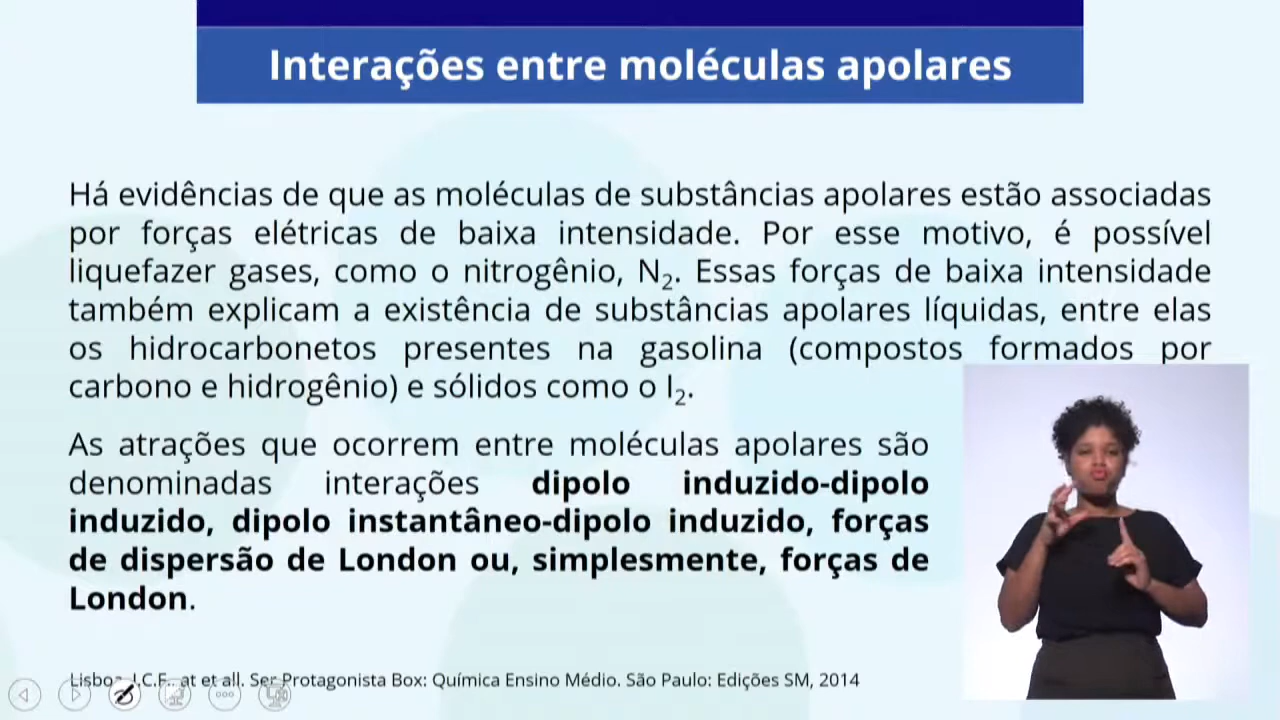 Interações entre moléculas apolares
Há evidências de que as moléculas de substâncias apolares estão associadas
por forças elétricas de baixa intensidade. Por esse motivo, é possível
liquefazer gases, como o nitrogênio, N₂. Essas forças de baixa intensidade
também explicam a existência de substâncias apolares líquidas, entre elas
os hidrocarbonetos presentes na gasolina (compostos formados por
carbono e hidrogênio) e sólidos como o I₂.
As atrações que ocorrem entre moléculas apolares são
denominadas interações dipolo induzido-dipolo
induzido, dipolo instantâneo-dipolo induzido, forças
de dispersão de London ou, simplesmente, forças de
London.
J.C.F.. at et all. Ser Protagonista Box: Química Ensino Médio. São Paulo: Edições SM, 2014